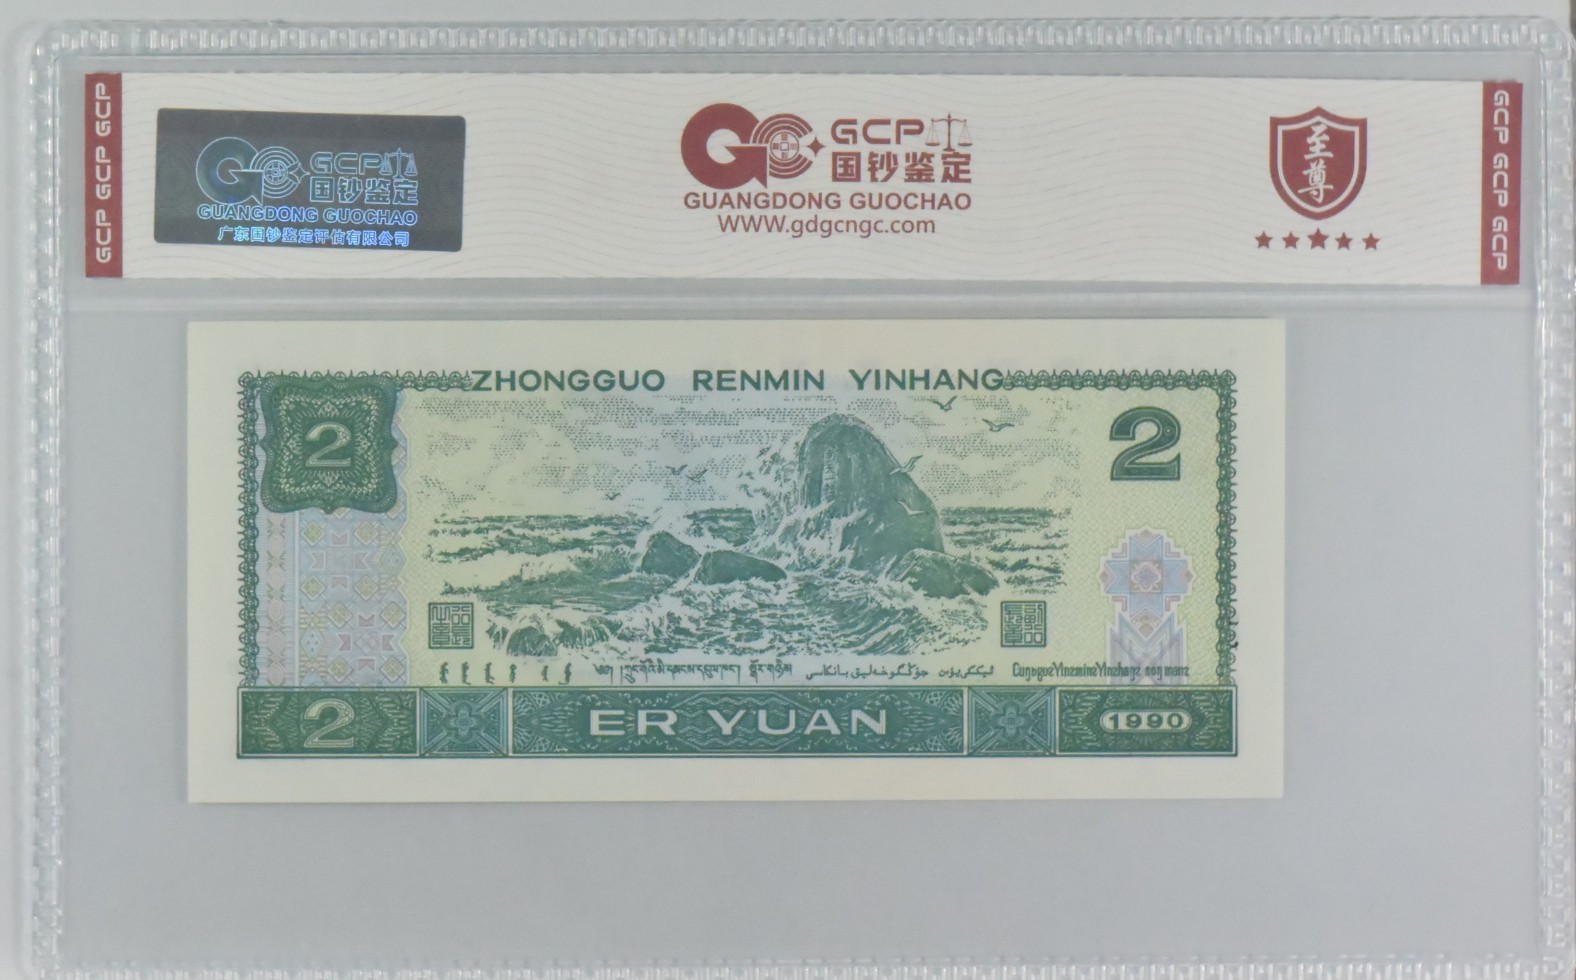 GCP GCP GCP
GCP
国钞鉴定
GUANGDONG GUOCHAO
广东国钞鉴定评估有限公司
GCP
国钞鉴定
GUANGDONG GUOCHAO
WWW.gdgcngc.com
至尊
GCP GCP GCP
ZHONGGUO RENMIN YINHANG
2
2
2
ER YUAN
1990